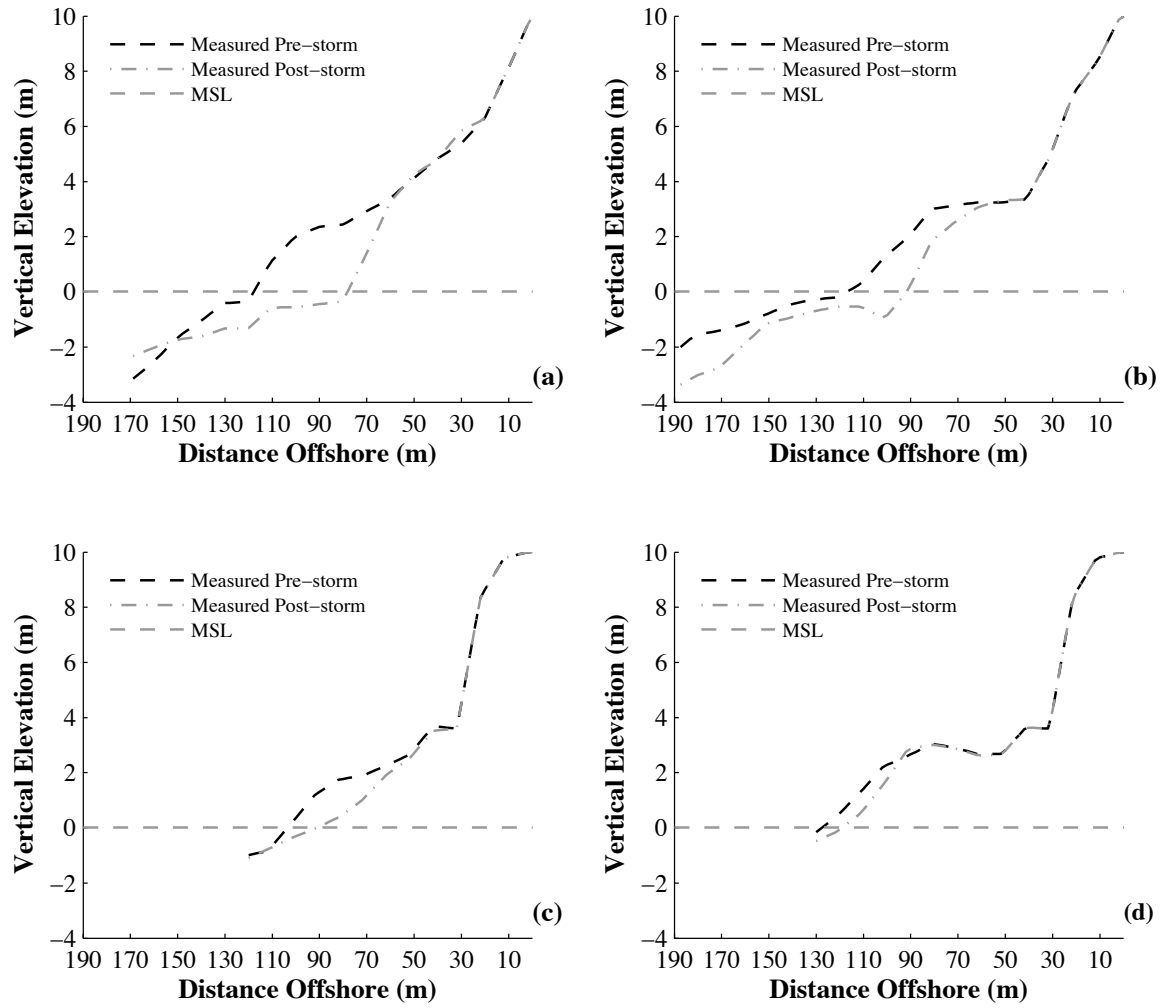 10
8
6
4
2
0
−2
−4
Vertical Elevation (m)
Measured Pre−storm
Measured Post−storm
MSL
(a)
190 170 150 130 110 90 70 50 30 10
Distance Offshore (m)
10
8
6
4
2
0
−2
−4
Vertical Elevation (m)
Measured Pre−storm
Measured Post−storm
MSL
(b)
190 170 150 130 110 90 70 50 30 10
Distance Offshore (m)
10
8
6
4
2
0
−2
−4
Vertical Elevation (m)
Measured Pre−storm
Measured Post−storm
MSL
(c)
190 170 150 130 110 90 70 50 30 10
Distance Offshore (m)
10
8
6
4
2
0
−2
−4
Vertical Elevation (m)
Measured Pre−storm
Measured Post−storm
MSL
(d)
190 170 150 130 110 90 70 50 30 10
Distance Offshore (m)